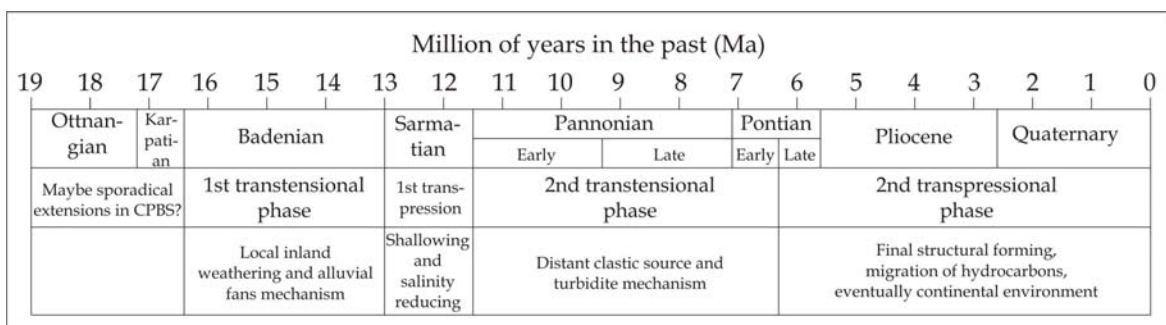 Million of years in the past (Ma)
19 18 17 16 15 14 13 12 11 10 9 8 7 6 5 4 3 2 1 0
Ottnan-
gian
Kar-
pati-
an
Badenian
Sarma-
tian
Pannonian
Early
Late
Pontian
Early
Late
Pliocene
Quaternary
Maybe sporadical
extensions in CPBS?
1st transtensional
phase
1st trans-
pression
2nd transtensional
phase
2nd transpressional
phase
Local inland
weathering and alluvial
fans mechanism
Shallowing
and
salinity
reducing
Distant clastic source and
turbidite mechanism
Final structural forming,
migration of hydrocarbons,
eventually continental environment